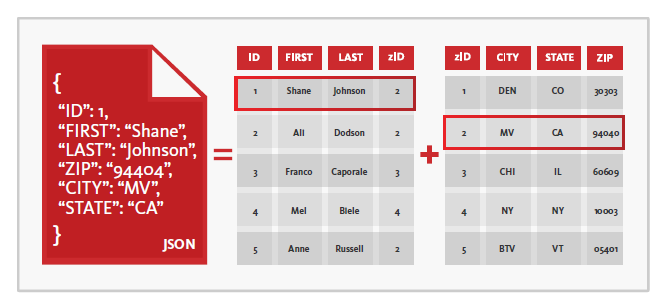 {
“ID”: 1,
“FIRST”: “Shane”,
“LAST”: “Johnson”,
“ZIP”: “94404”,
“CITY”: “MV”,
“STATE”: “CA”
}
JSON
=
ID FIRST LAST zID
1 Shane Johnson 2
2 Ali Dodson 2
3 Franco Caporale 3
4 Mel Biele 4
5 Anne Russell 2
+
zID CITY STATE ZIP
1 DEN CO 30303
2 MV CA 94040
3 CHI IL 60609
4 NY NY 10003
5 BTV VT 05401